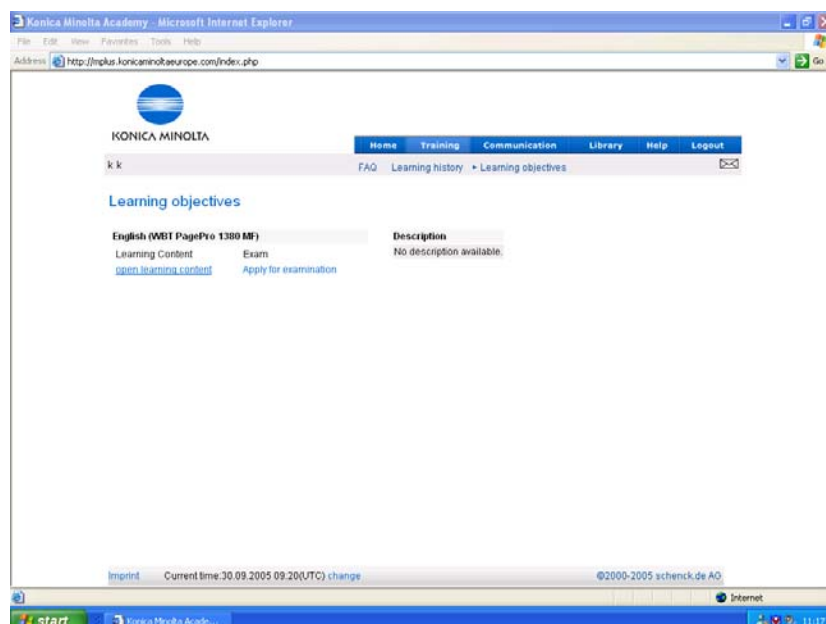 Konica Minolta Academy - Microsoft Internet Explorer
File Edit View Favorites Tools Help
Address http://mplus.konicaminoltaeurope.com/index.php Go
KONICA MINOLTA
Home Training Communication Library Help Logout
k k
FAQ Learning history Learning objectives
Learning objectives
English (WBT PagePro 1380 MF) Description
Learning Content Exam No description available.
open learning content Apply for examination
Imprint Current time:30.09.2005 09:20(UTC) change ©2000-2005 schenck.de AG
Internet
start Konica Minolta Acade... 11:17